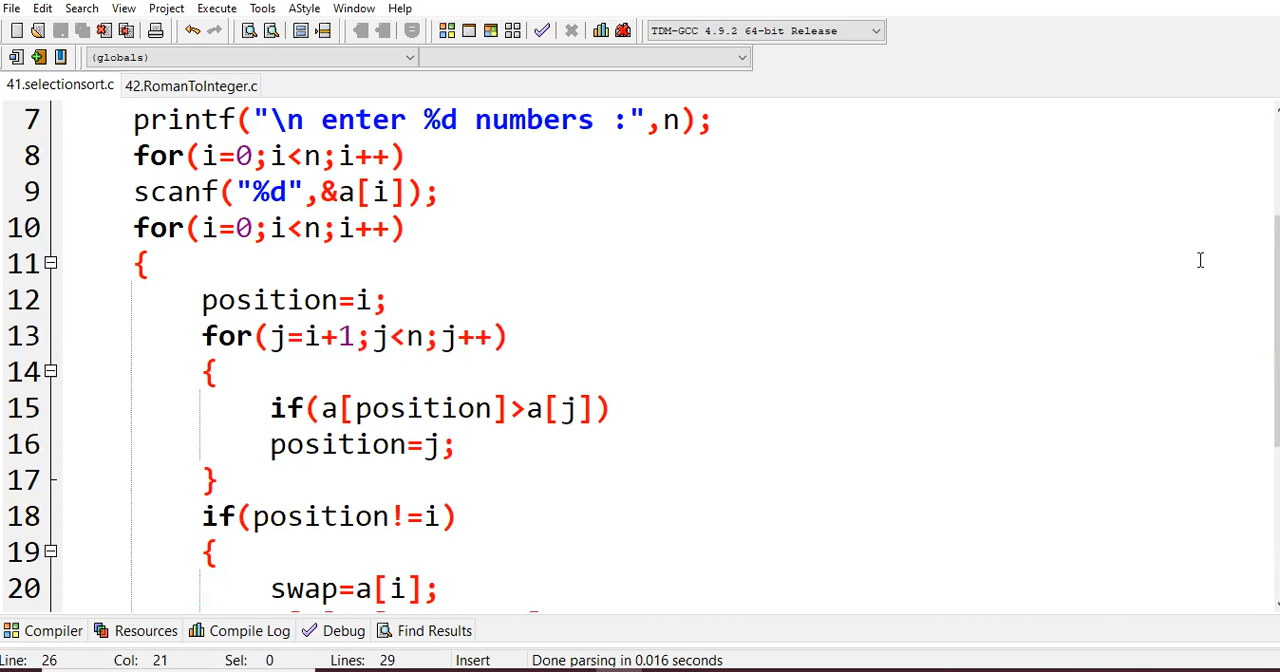 File Edit Search View Project Execute Tools AStyle Window Help
TDM-GCC 4.9.2 64-bit Release
(globals)
41.selectionsort.c 42.RomanToInteger.c
7 printf("\n enter %d numbers :",n);
8 for(i=0;i<n;i++)
9 scanf("%d",&a[i]);
10 for(i=0;i<n;i++)
11 {
12 position=i;
13 for(j=i+1;j<n;j++)
14 {
15 if(a[position]>a[j])
16 position=j;
17 }
18 if(position!=i)
19 {
20 swap=a[i];
Compiler Resources Compile Log Debug Find Results
Line: 26 Col: 21 Sel: 0 Lines: 29 Insert Done parsing in 0.016 seconds